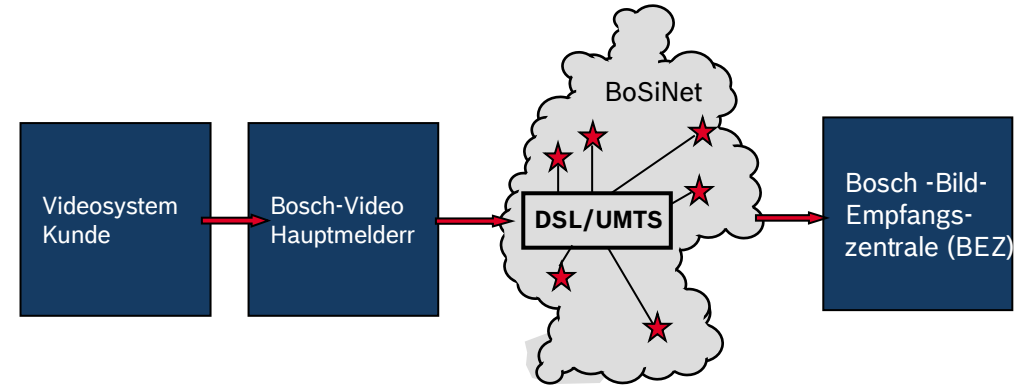 BoSiNet
Videosystem
Kunde
Bosch-Video
Hauptmelderr
DSL/UMTS
Bosch -Bild-
Empfangs-
zentrale (BEZ)